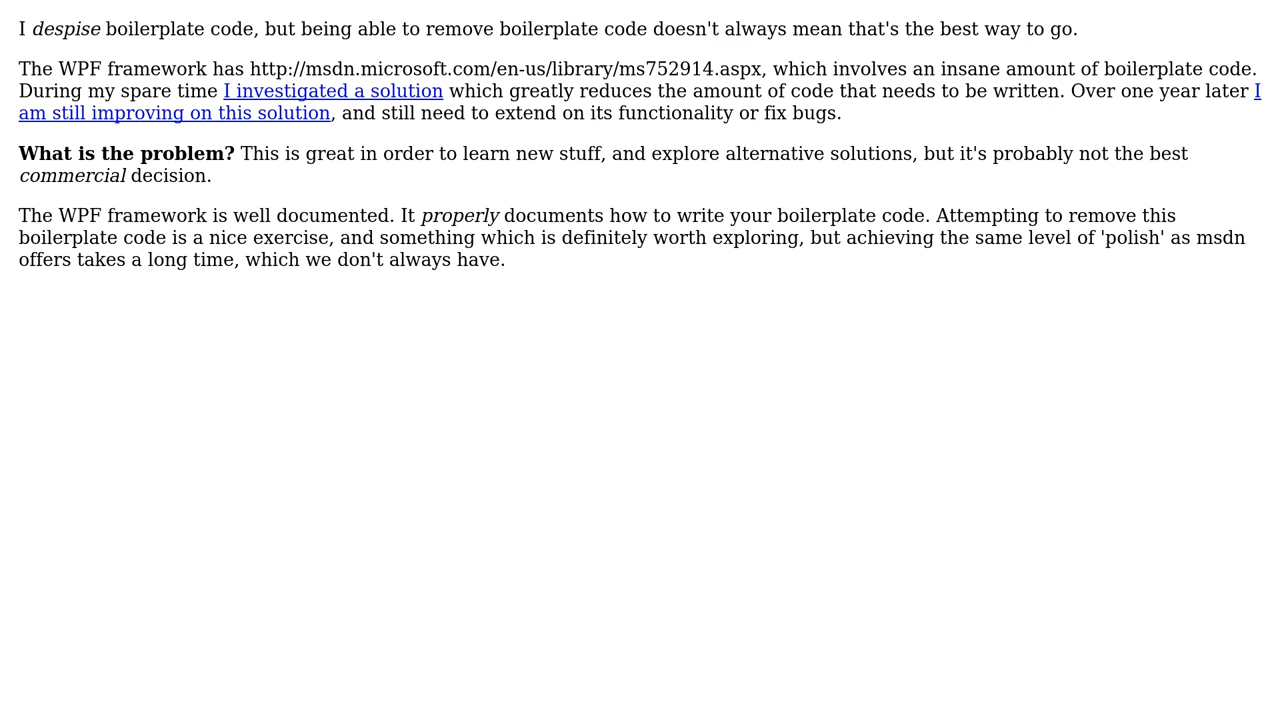 I despise boilerplate code, but being able to remove boilerplate code doesn't always mean that's the best way to go.
The WPF framework has http://msdn.microsoft.com/en-us/library/ms752914.aspx, which involves an insane amount of boilerplate code.
During my spare time I investigated a solution which greatly reduces the amount of code that needs to be written. Over one year later I
am still improving on this solution, and still need to extend on its functionality or fix bugs.
What is the problem? This is great in order to learn new stuff, and explore alternative solutions, but it's probably not the best
commercial decision.
The WPF framework is well documented. It properly documents how to write your boilerplate code. Attempting to remove this
boilerplate code is a nice exercise, and something which is definitely worth exploring, but achieving the same level of 'polish' as msdn
offers takes a long time, which we don't always have.